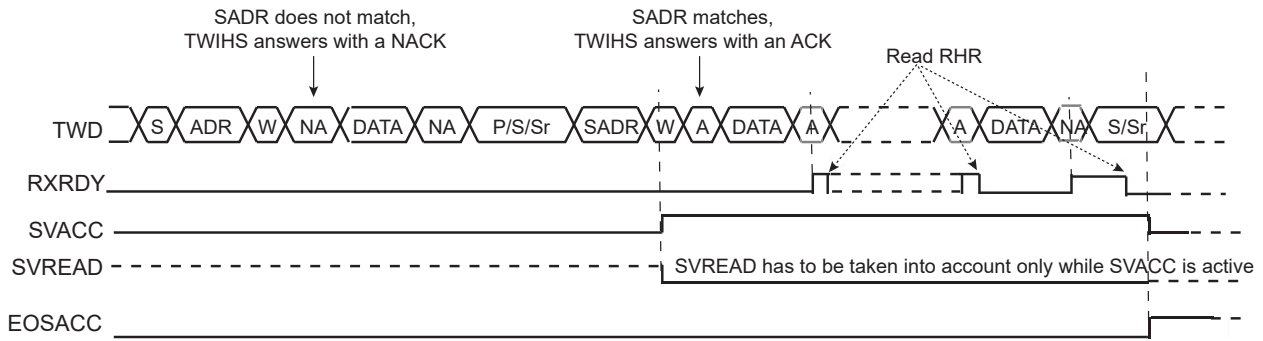 SADR does not match,
TWIHS answers with a NACK
SADR matches,
TWIHS answers with an ACK
Read RHR
TWD S ADR W NA DATA NA P/S/Sr SADR W A DATA A A DATA NA S/Sr
RXRDY
SVACC
SVREAD SVREAD has to be taken into account only while SVACC is active
EOSACC